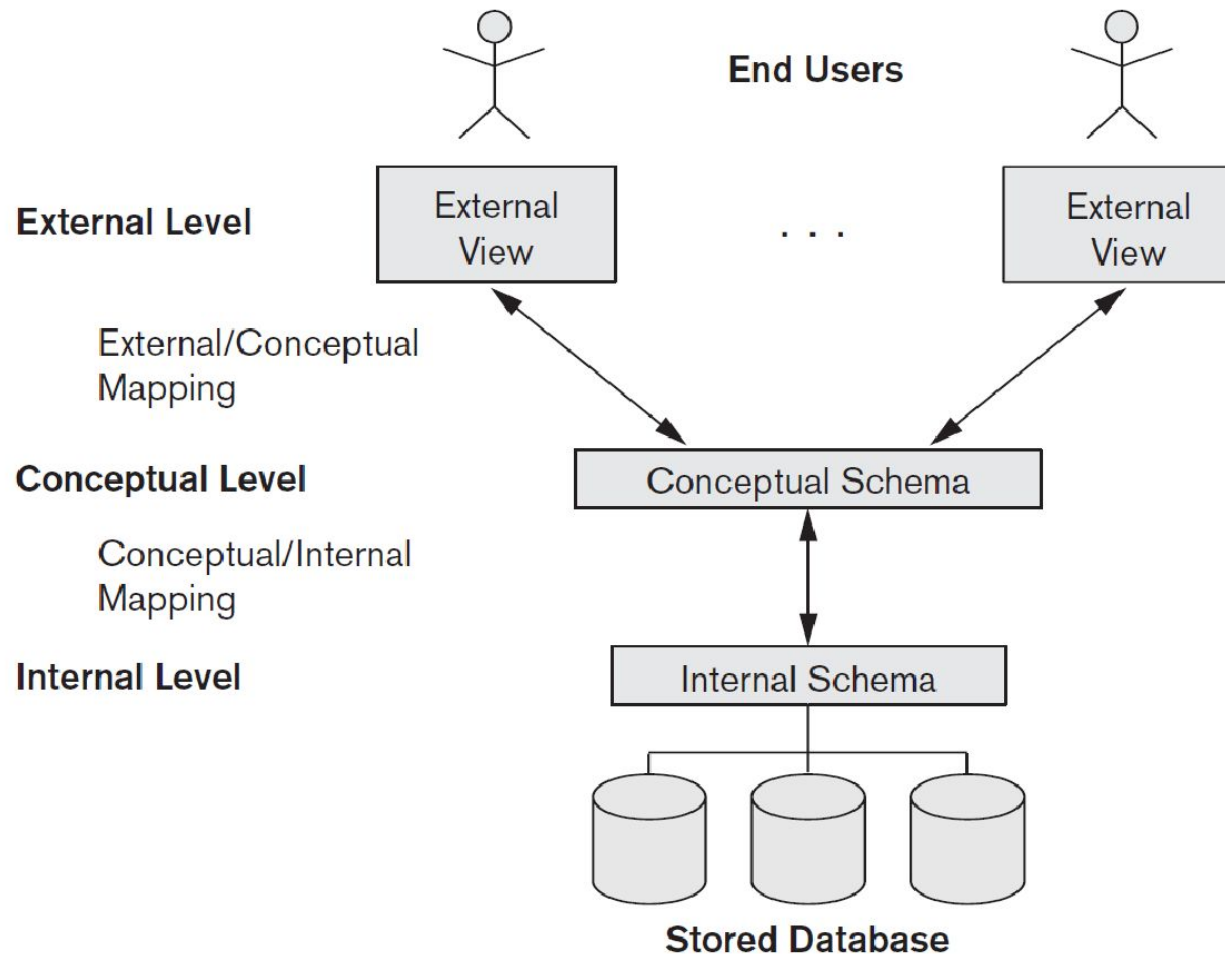 End Users
External Level
External
View
. . .
External
View
External/Conceptual
Mapping
Conceptual Level
Conceptual Schema
Conceptual/Internal
Mapping
Internal Level
Internal Schema
Stored Database